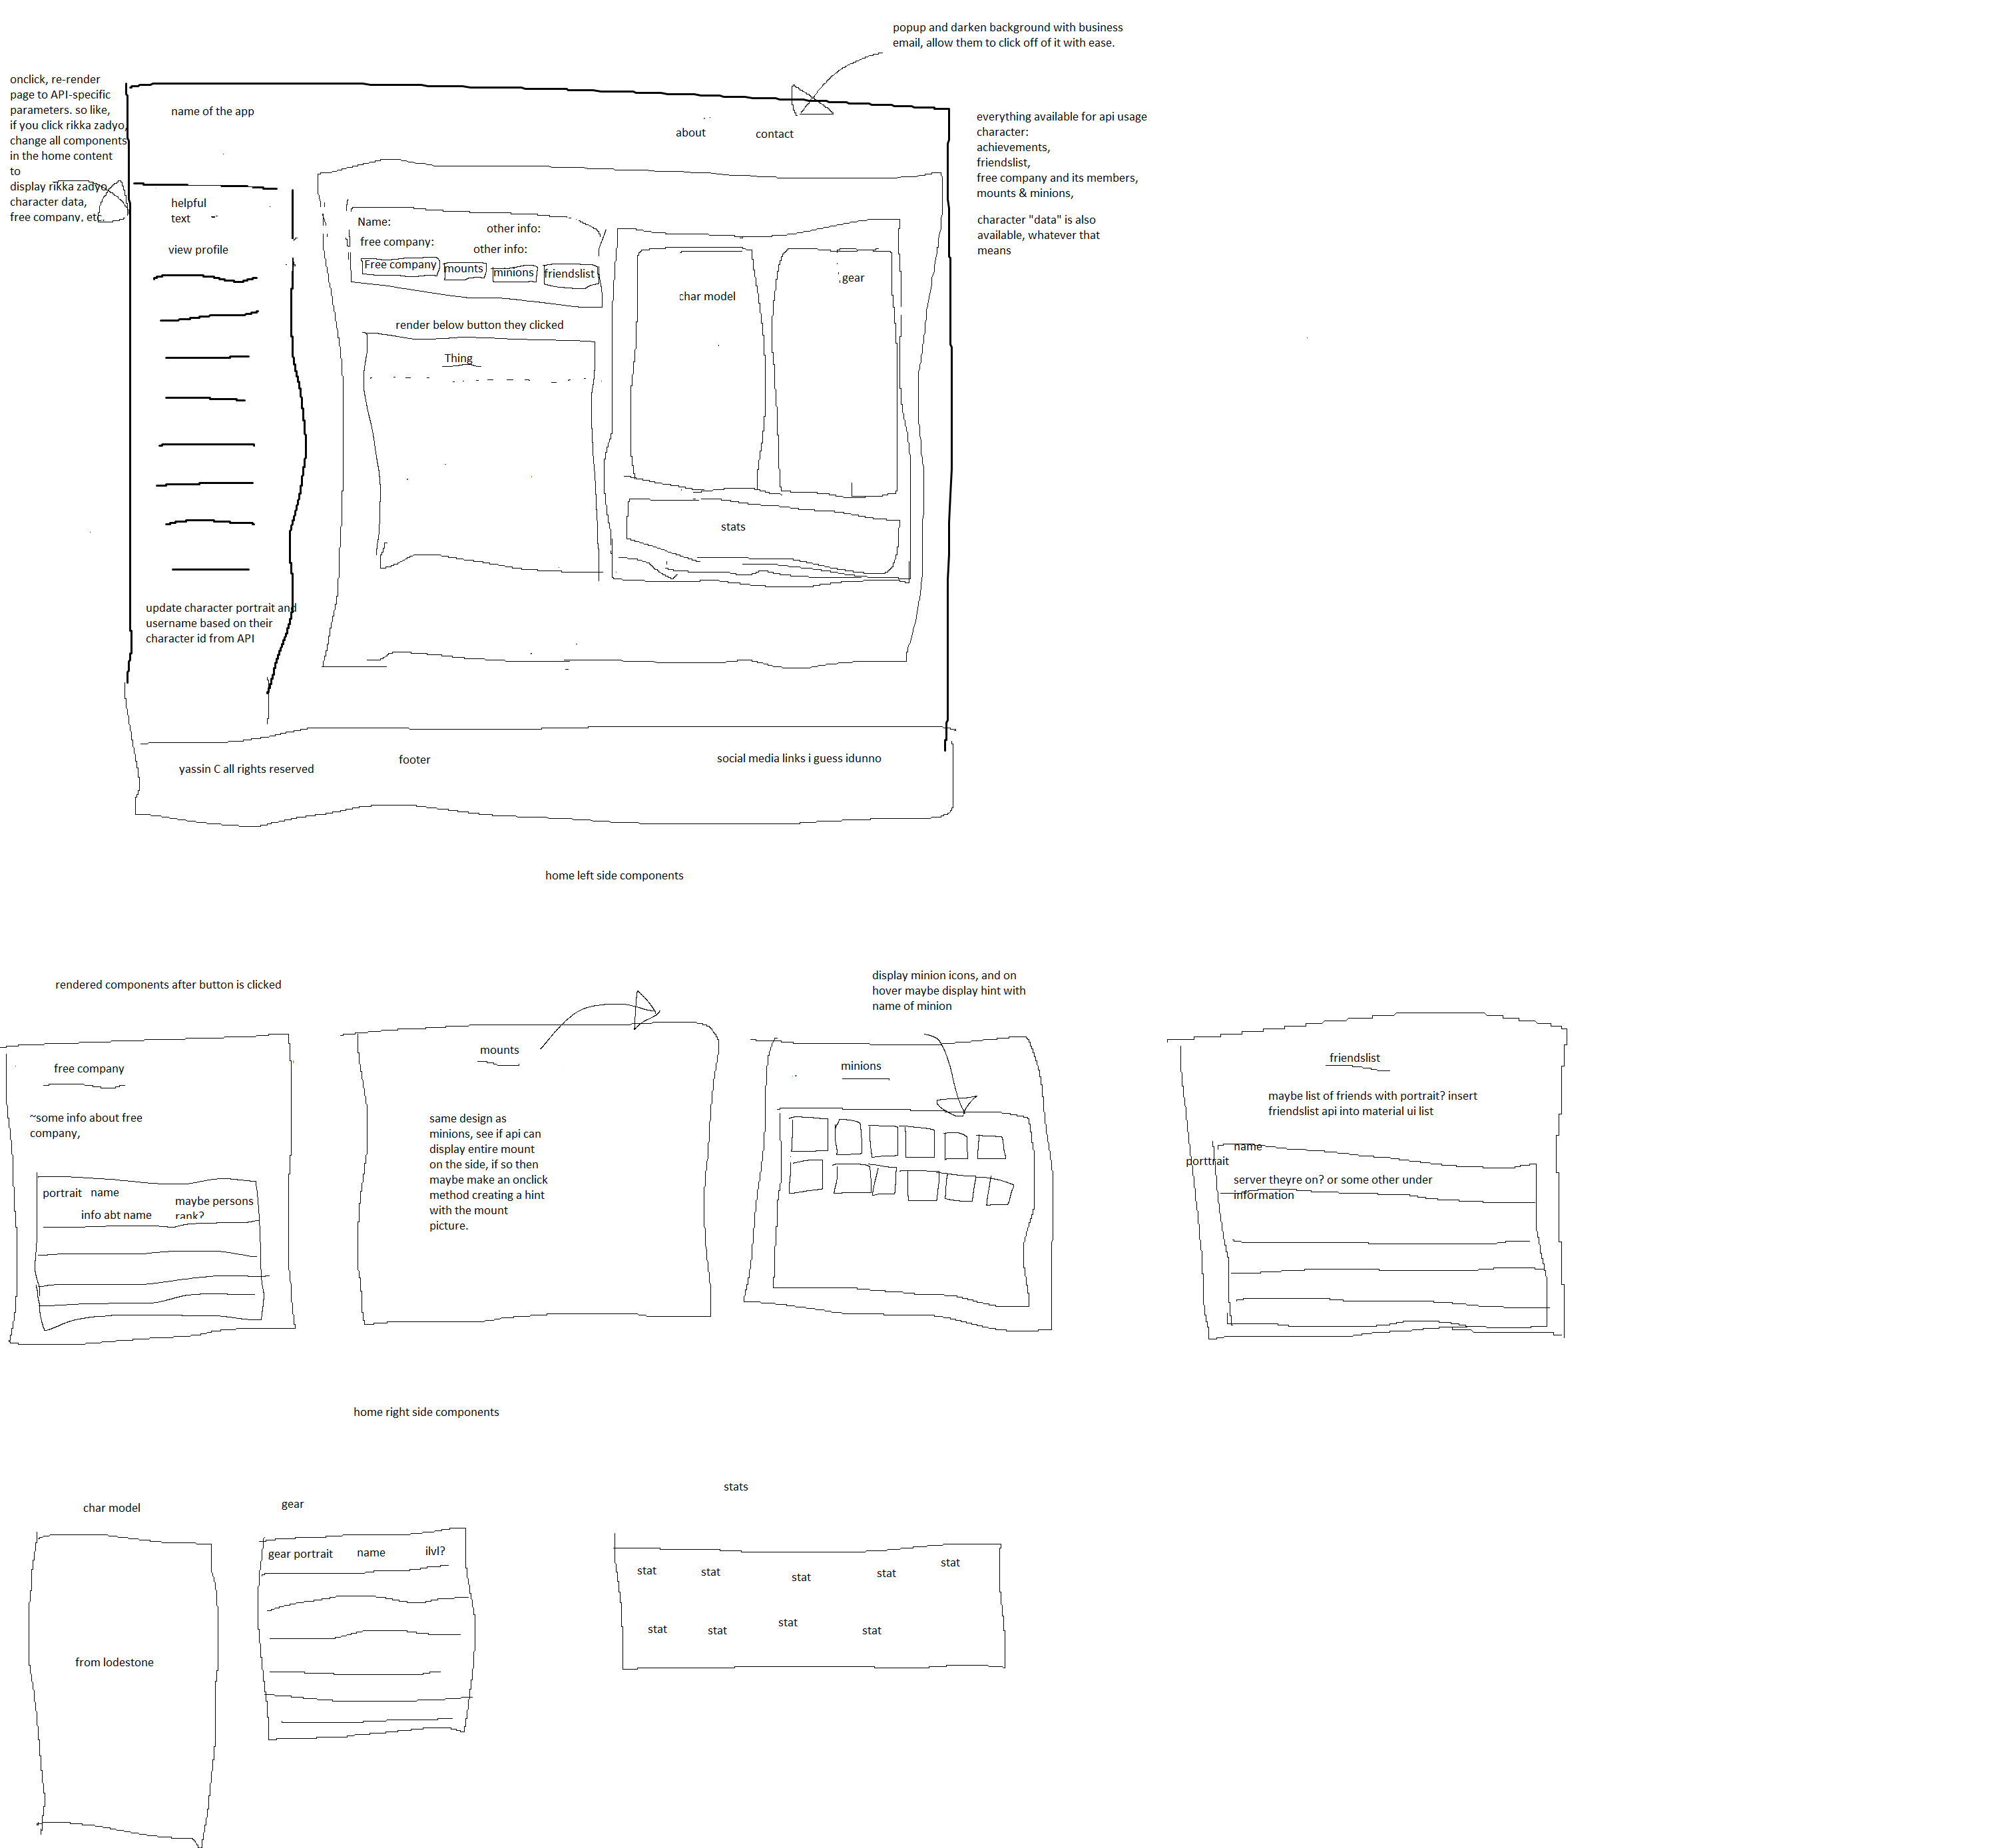 popup and darken background with business
email, allow them to click off of it with ease.
onclick, re-render
page to API-specific
parameters. so like,
if you click rikka zadyo,
change all components
in the home content
to
display rikka zadyo
character data,
free company, etc.
name of the app
about
contact
everything available for api usage
character:
achievements,
friendslist,
free company and its members,
mounts & minions,
character "data" is also
available, whatever that
means
helpful
text
view profile
Name:
other info:
free company:
other info:
Free company
mounts
minions
friendslist
render below button they clicked
Thing
char model
gear
stats
update character portrait and
username based on their
character id from API
yassin C all rights reserved
footer
social media links i guess idunno
home left side components
rendered components after button is clicked
display minion icons, and on
hover maybe display hint with
name of minion
free company
~some info about free
company,
portrait
name
maybe persons
rank?
info abt name
mounts
same design as
minions, see if api can
display entire mount
on the side, if so then
maybe make an onclick
method creating a hint
with the mount
picture.
minions
friendslist
maybe list of friends with portrait? insert
friendslist api into material ui list
name
porttrait
server theyre on? or some other under
information
home right side components
char model
from lodestone
gear
gear portrait
name
ilvl?
stats
stat
stat
stat
stat
stat
stat
stat
stat
stat